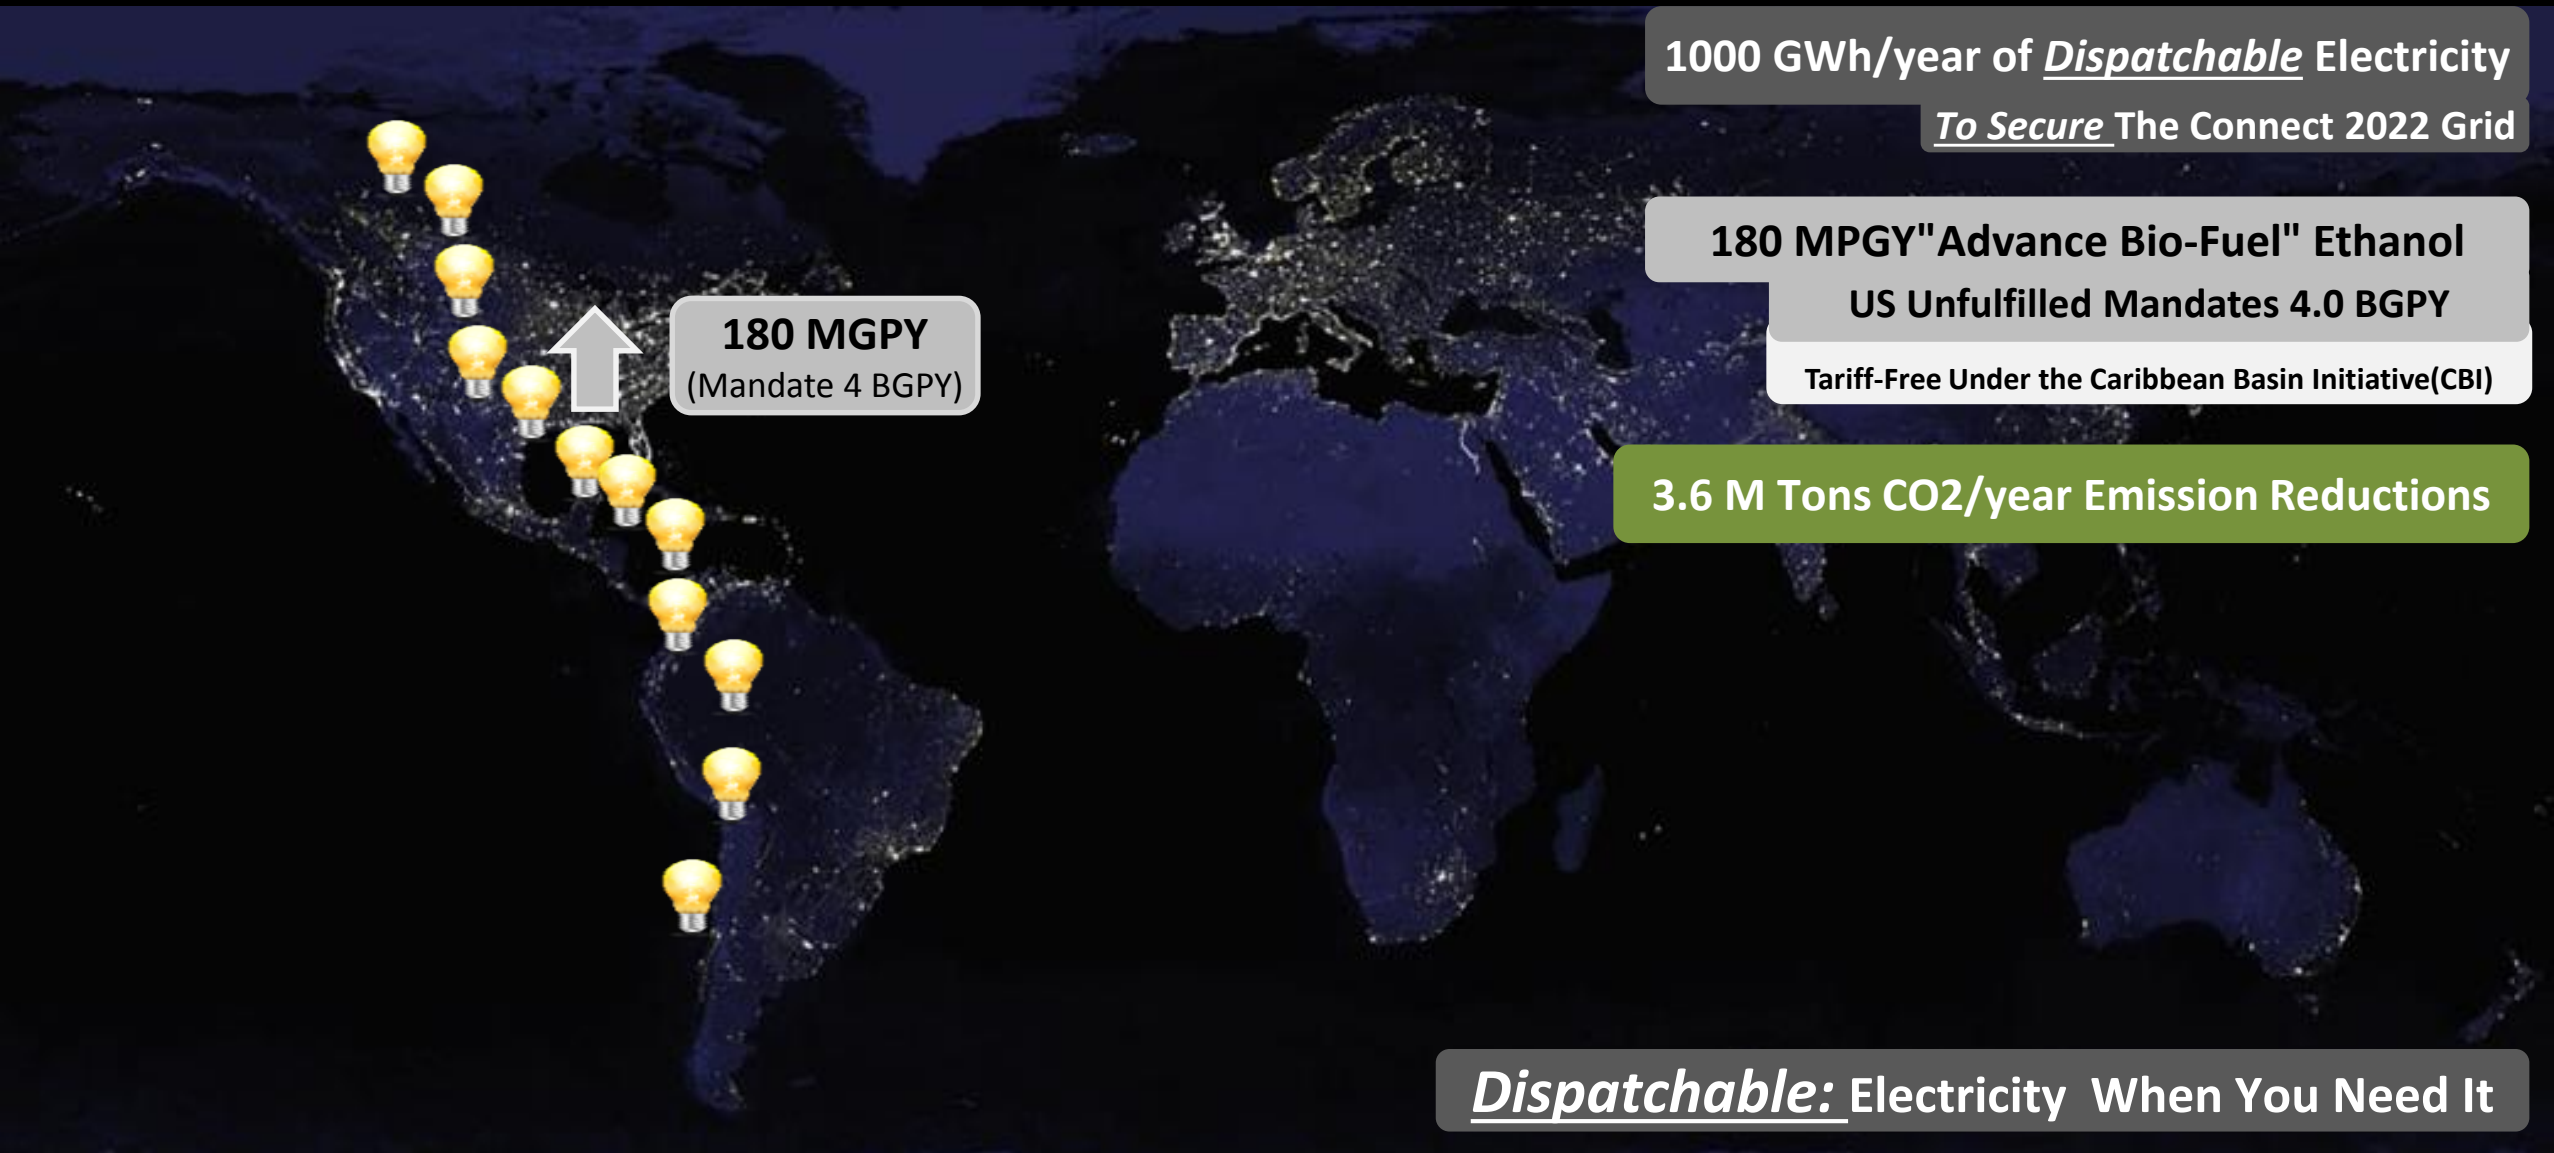 1000 GWh/year of Dispatchable Electricity
To Secure The Connect 2022 Grid
180 MPGY"Advance Bio-Fuel" Ethanol
US Unfulfilled Mandates 4.0 BGPY
Tariff-Free Under the Caribbean Basin Initiative(CBI)
180 MGPY
(Mandate 4 BGPY)
3.6 M Tons CO2/year Emission Reductions
Dispatchable: Electricity When You Need It